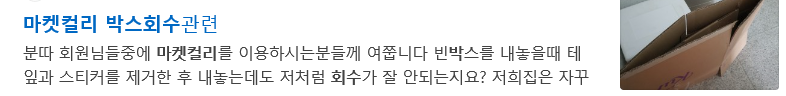 마켓컬리 박스회수관련
분따 회원님들중에 마켓컬리를 이용하시는분들께 여쭙니다 빈박스를 내놓을때 테
잎과 스티커를 제거한 후 내놓는데도 저처럼 회수가 잘 안되는지요? 저희집은 자꾸